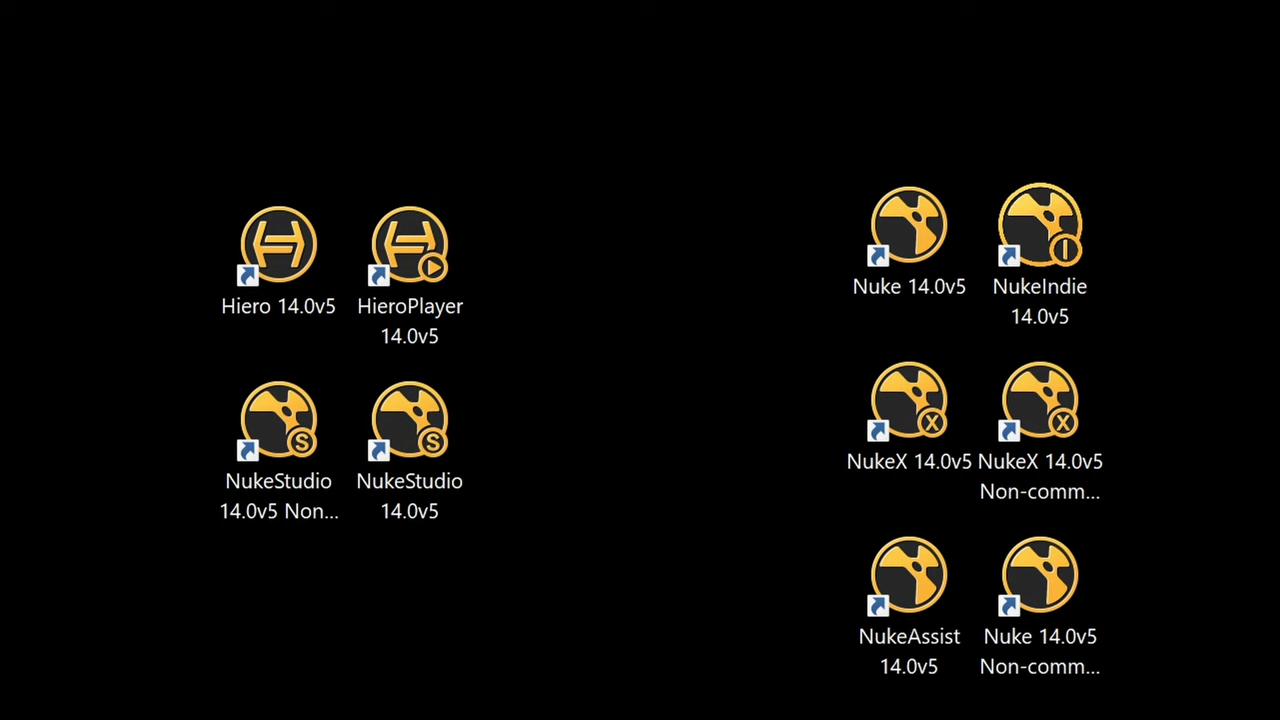 Hiero 14.0v5
HieroPlayer
14.0v5
NukeStudio
14.0v5 Non...
NukeStudio
14.0v5
Nuke 14.0v5
NukeIndie
14.0v5
NukeX 14.0v5
NukeX 14.0v5
Non-comm...
NukeAssist
14.0v5
Nuke 14.0v5
Non-comm...
S
S
I
X
X